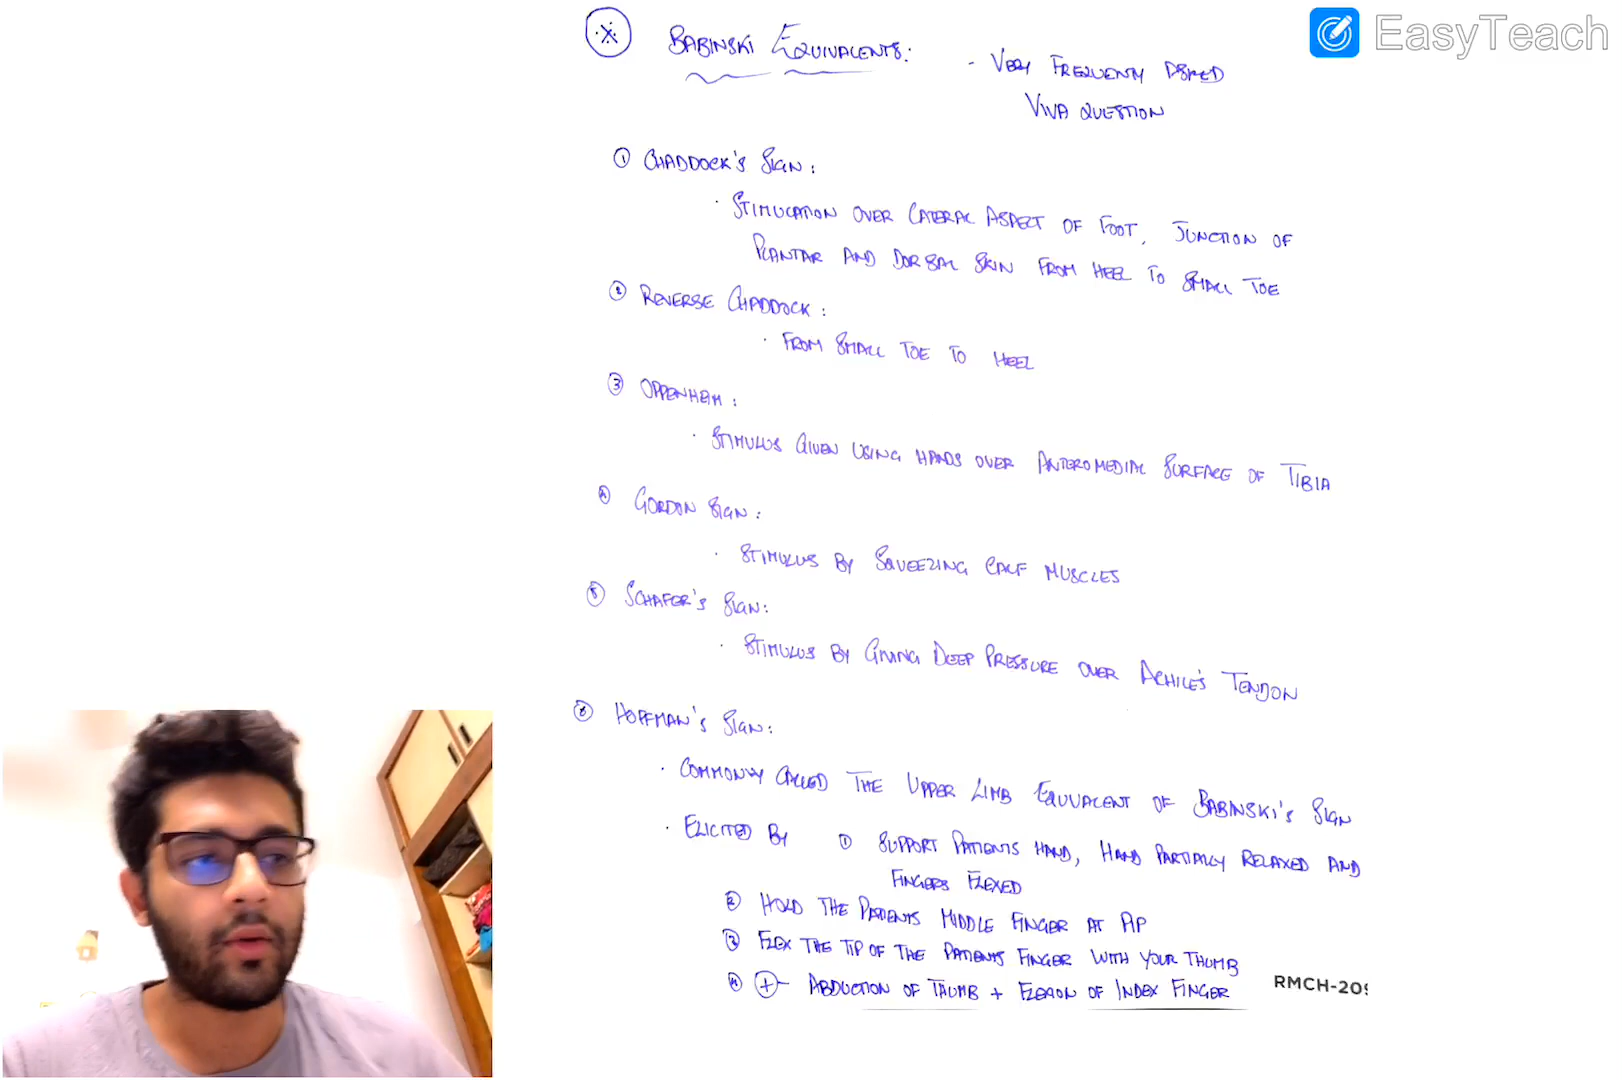 BABINSKI EQUIVALENTS:
- VERY FREQUENTLY ASKED
VIVA QUESTION
EasyTeach
① CHADDOCK'S SIGN:
· STIMULATION OVER LATERAL ASPECT OF FOOT, JUNCTION OF
PLANTAR AND DORSAL SKIN FROM HEEL TO SMALL TOE
② REVERSE CHADDOCK:
· FROM SMALL TOE TO HEEL
③ OPPENHEIM:
· STIMULUS GIVEN USING HANDS OVER ANTEROMEDIAL SURFACE OF TIBIA
④ GORDON SIGN:
· STIMULUS BY SQUEEZING CALF MUSCLES
⑤ SCHAFER'S SIGN:
· STIMULUS BY GIVING DEEP PRESSURE OVER ACHILE'S TENDON
⑥ HOFFMAN'S SIGN:
· COMMONLY CALLED THE UPPER LIMB EQUIVALENT OF BABINSKI'S SIGN
· ELICITED BY ① SUPPORT PATIENTS HAND, HAND PARTIALLY RELAXED AND
FINGERS FLEXED
② HOLD THE PATIENTS MIDDLE FINGER AT PIP
③ FLEX THE TIP OF THE PATIENTS FINGER WITH YOUR THUMB
④ ⊕ - ABDUCTION OF THUMB + FLEXION OF INDEX FINGER
RMCH-209